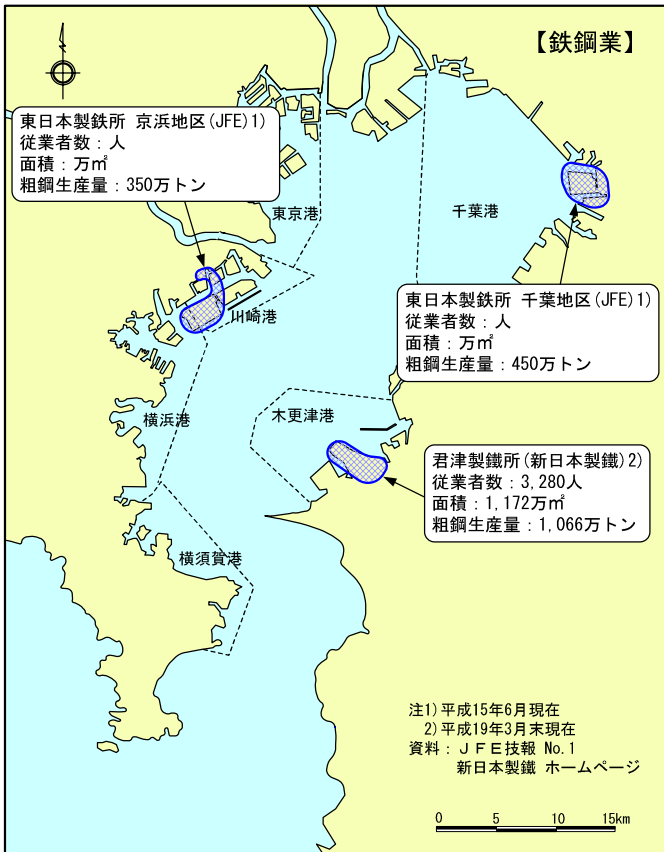 【鉄鋼業】
東日本製鉄所 京浜地区(JFE)1)
従業者数：人
面積：万㎡
粗鋼生産量：350万トン
東京港
千葉港
東日本製鉄所 千葉地区(JFE)1)
従業者数：人
面積：万㎡
粗鋼生産量：450万トン
川崎港
横浜港
木更津港
君津製鐵所(新日本製鐵)2)
従業者数：3,280人
面積：1,172万㎡
粗鋼生産量：1,066万トン
横須賀港
注1)平成15年6月現在
2)平成19年3月末現在
資料：ＪＦＥ技報 No.1
新日本製鐵 ホームページ
0 5 10 15km